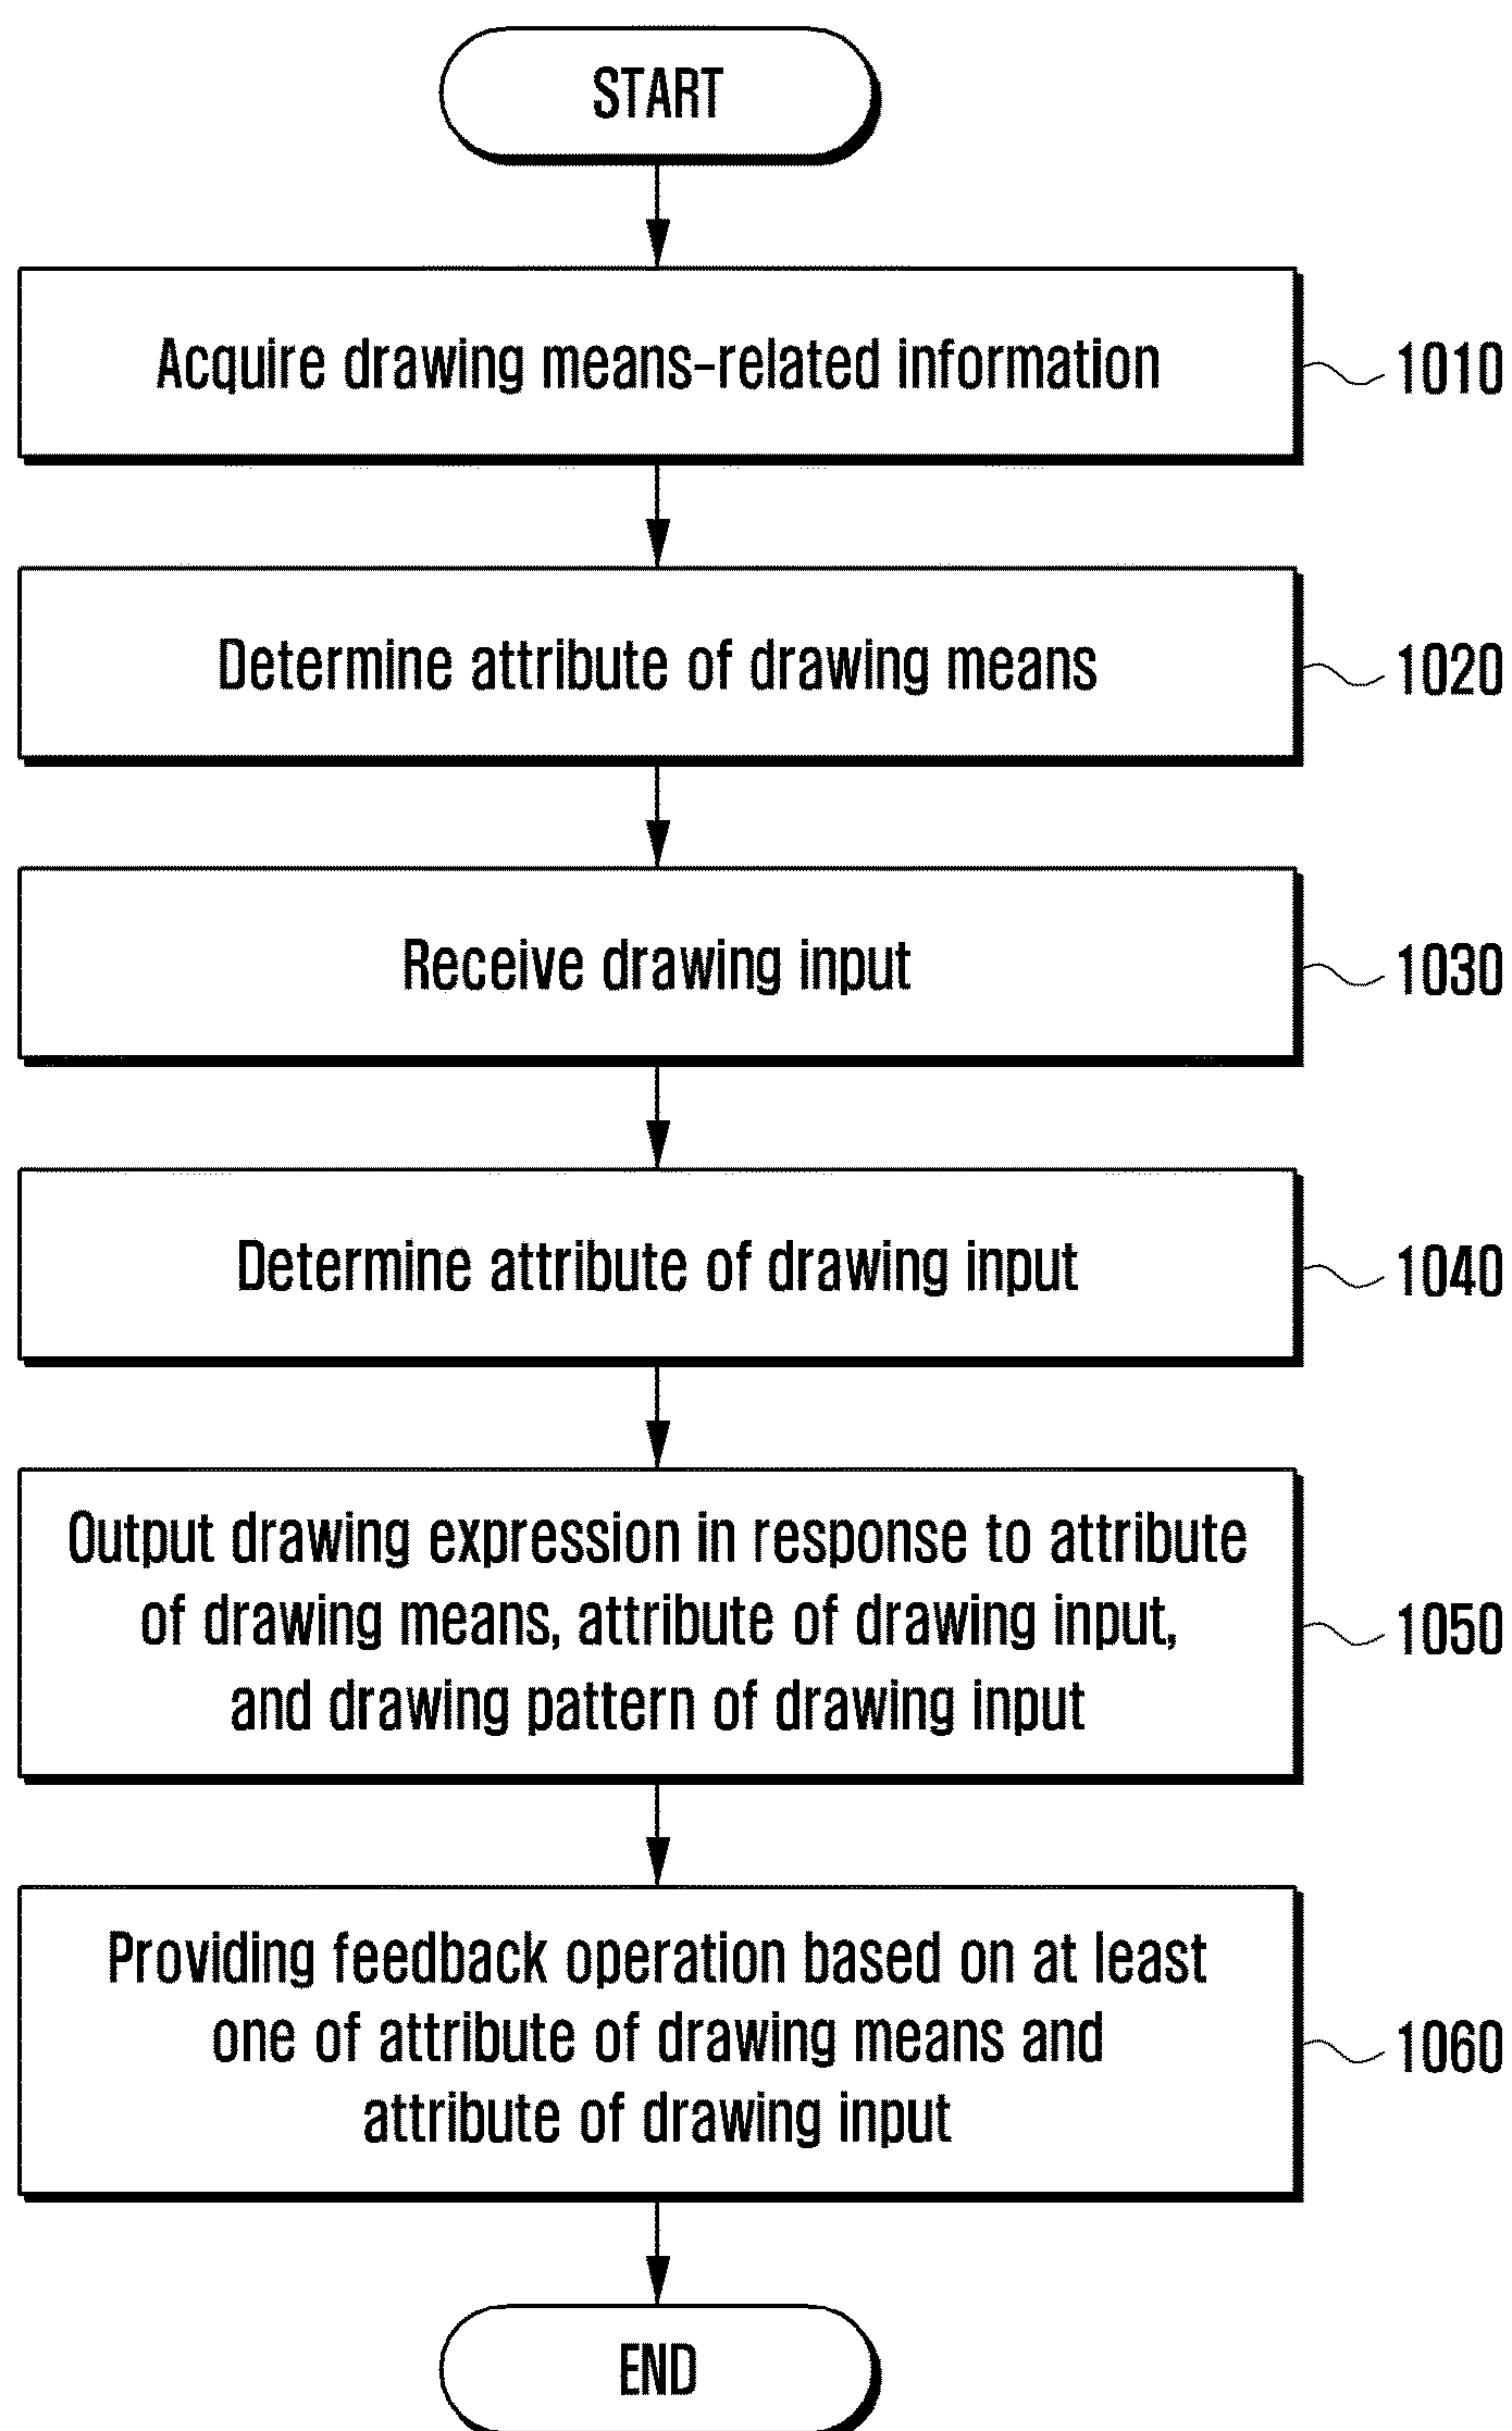 START
Acquire drawing means-related information
1010
Determine attribute of drawing means
1020
Receive drawing input
1030
Determine attribute of drawing input
1040
Output drawing expression in response to attribute
of drawing means, attribute of drawing input,
and drawing pattern of drawing input
1050
Providing feedback operation based on at least
one of attribute of drawing means and
attribute of drawing input
1060
END